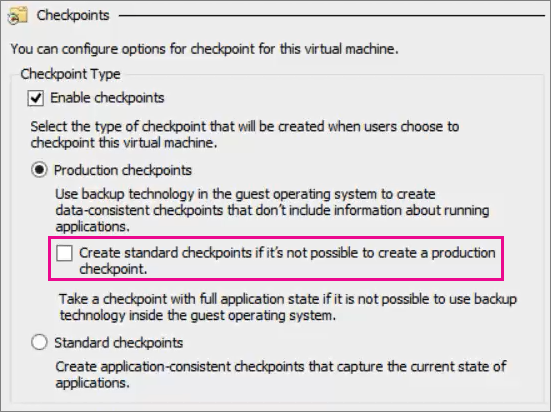 Checkpoints
You can configure options for checkpoint for this virtual machine.
Checkpoint Type
Enable checkpoints
Select the type of checkpoint that will be created when users choose to
checkpoint this virtual machine.
Production checkpoints
Use backup technology in the guest operating system to create
data-consistent checkpoints that don't include information about running
applications.
Create standard checkpoints if it's not possible to create a production
checkpoint.
Take a checkpoint with full application state if it is not possible to use backup
technology inside the guest operating system.
Standard checkpoints
Create application-consistent checkpoints that capture the current state of
applications.